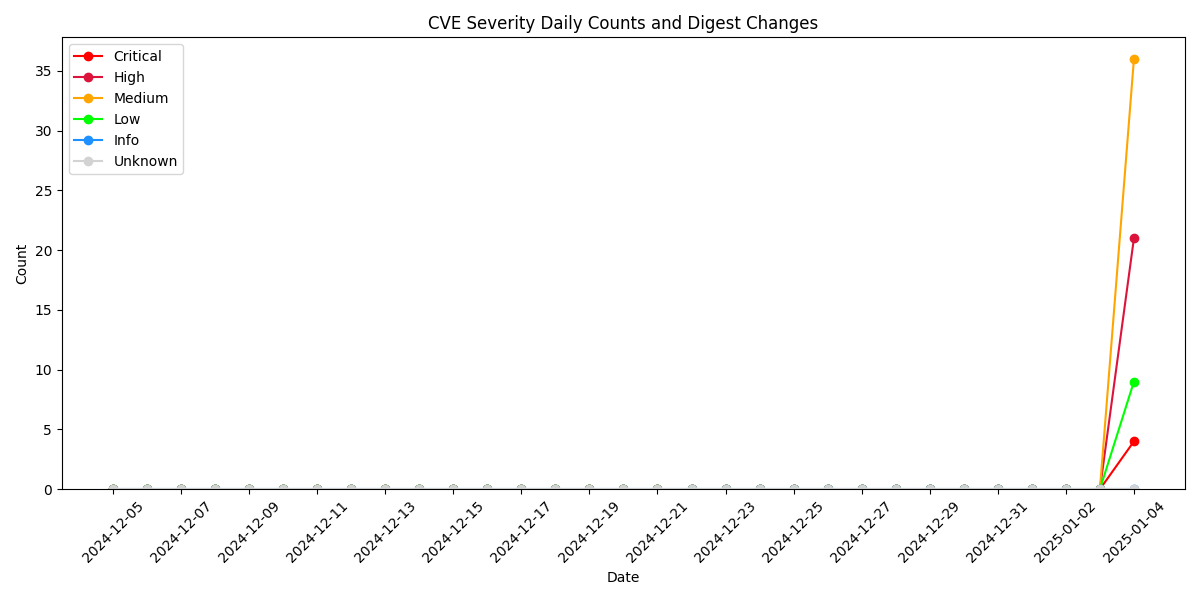 CVE Severity Daily Counts and Digest Changes
Critical
High
Medium
Low
Info
Unknown
Count
35
30
25
20
15
10
5
0
2024-12-05
2024-12-07
2024-12-09
2024-12-11
2024-12-13
2024-12-15
2024-12-17
2024-12-19
2024-12-21
2024-12-23
2024-12-25
2024-12-27
2024-12-29
2024-12-31
2025-01-02
2025-01-04
Date